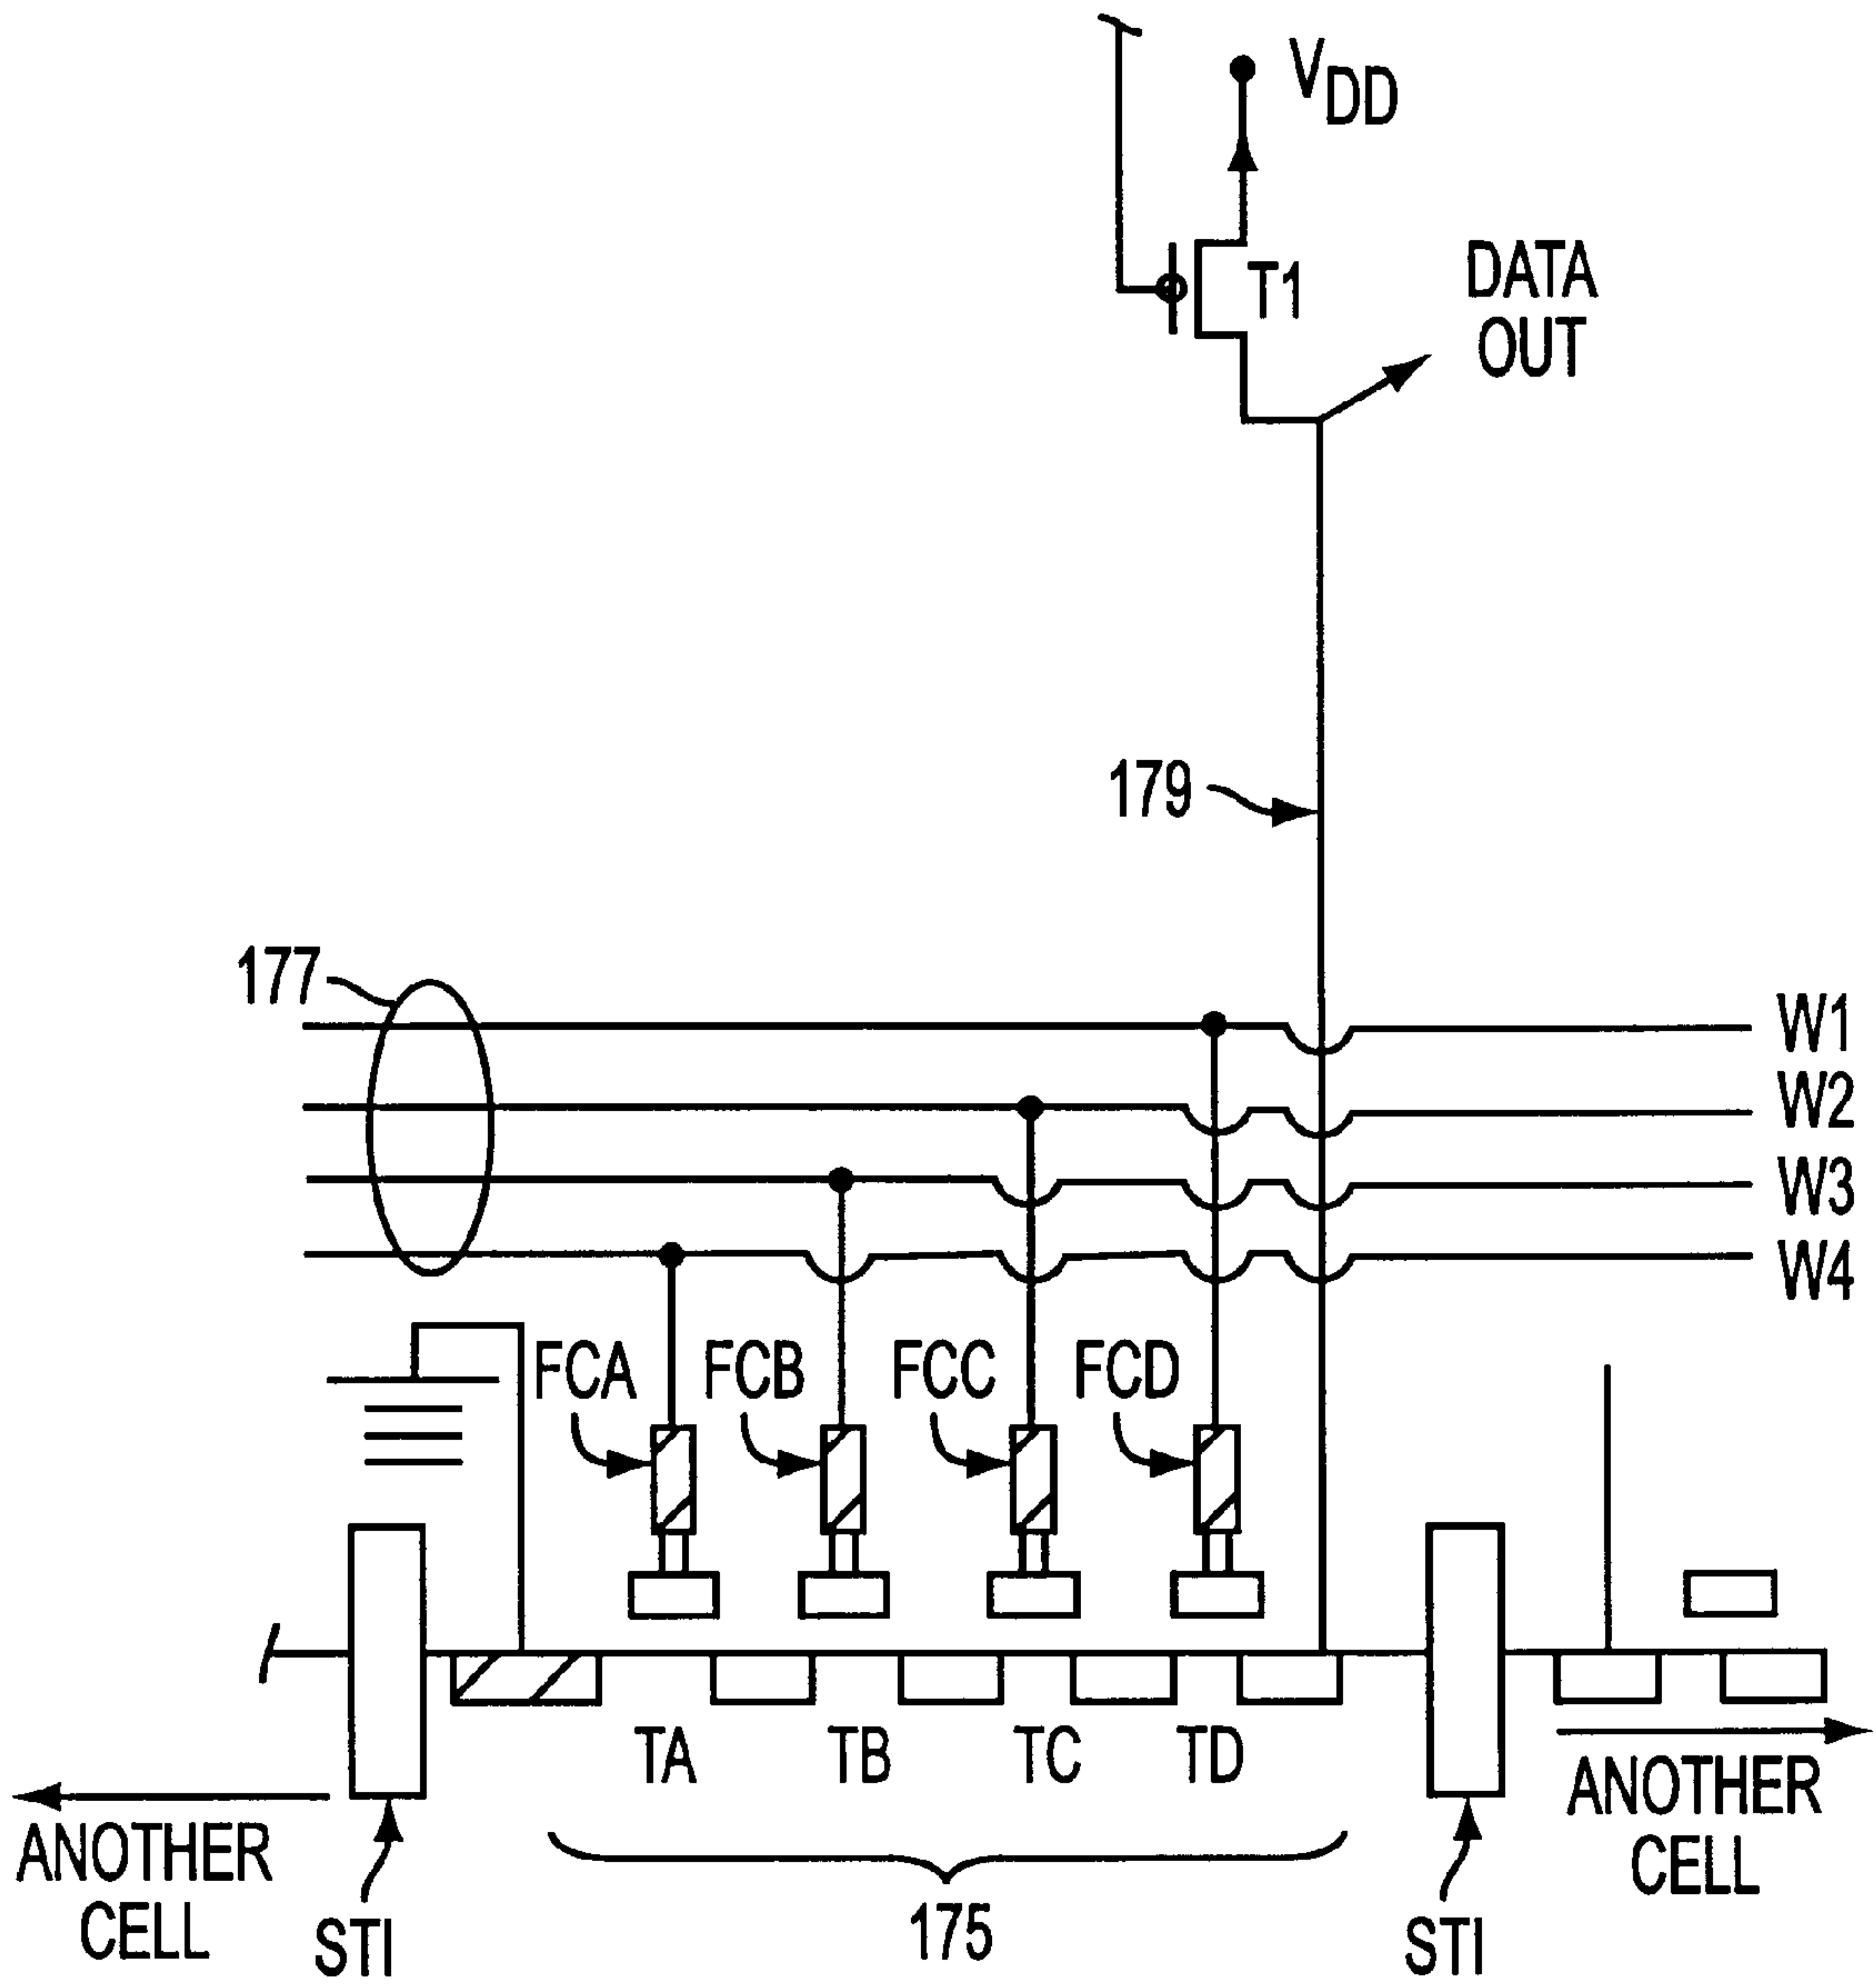 VDD
T1
DATA
OUT
179
177
W1
W2
W3
W4
FCA
FCB
FCC
FCD
TA
TB
TC
TD
ANOTHER
CELL
STI
175
STI
ANOTHER
CELL